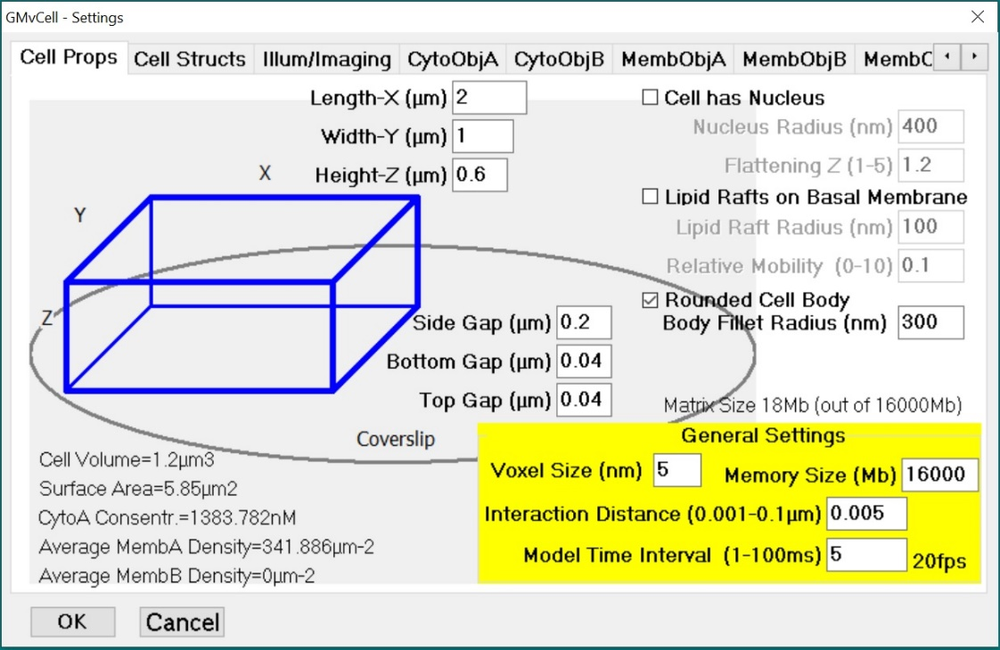 GMvCell - Settings
Cell Props Cell Structs Illum/Imaging CytoObjA CytoObjB MembObjA MembObjB MembC
Length-X (µm) 2
Width-Y (µm) 1
Height-Z (µm) 0.6
X
Y
Z
Side Gap (µm) 0.2
Bottom Gap (µm) 0.04
Top Gap (µm) 0.04
Coverslip
Cell has Nucleus
Nucleus Radius (nm) 400
Flattening Z (1-5) 1.2
Lipid Rafts on Basal Membrane
Lipid Raft Radius (nm) 100
Relative Mobility (0-10) 0.1
Rounded Cell Body
Body Fillet Radius (nm) 300
Matrix Size 18Mb (out of 16000Mb)
Cell Volume=1.2µm3
Surface Area=5.85µm2
CytoA Consentr.=1383.782nM
Average MembA Density=341.886µm-2
Average MembB Density=0µm-2
General Settings
Voxel Size (nm) 5 Memory Size (Mb) 16000
Interaction Distance (0.001-0.1µm) 0.005
Model Time Interval (1-100ms) 5 20fps
OK Cancel